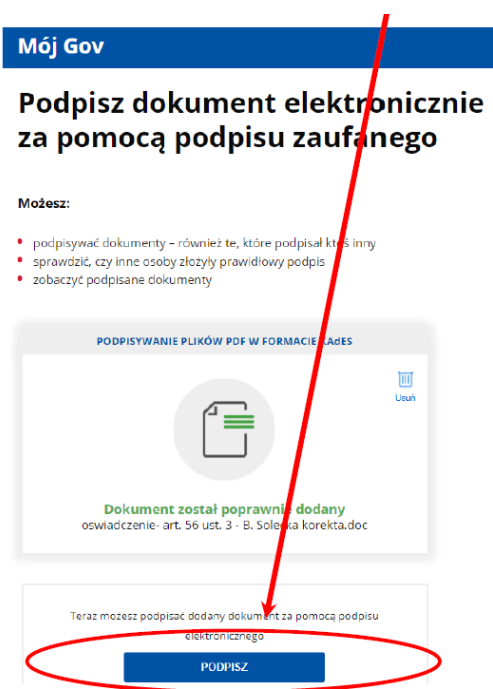 Mój Gov
Podpisz dokument elektronicznie
za pomocą podpisu zaufanego
Możesz:
podpisywać dokumenty – również te, które podpisał ktoś inny
sprawdzić, czy inne osoby złożyły prawidłowy podpis
zobaczyć podpisane dokumenty
PODPISYWANIE PLIKÓW PDF W FORMACIE XAdES
Usuń
Dokument został poprawnie dodany
oswiadczenie- art. 56 ust. 3 - B. Solecka korekta.doc
Teraz mozesz podpisać dodany dokument za pomocą podpisu
elektronicznego
PODPISZ